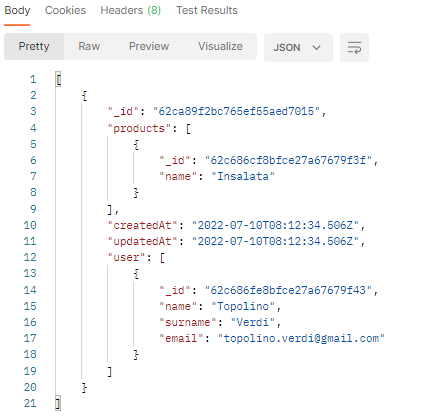 Body Cookies Headers (8) Test Results
Pretty Raw Preview Visualize JSON
1 [
2 {
3 "_id": "62ca89f2bc765ef55aed7015",
4 "products": [
5 {
6 "_id": "62c686cf8bfce27a67679f3f",
7 "name": "Insalata"
8 }
9 ],
10 "createdAt": "2022-07-10T08:12:34.506Z",
11 "updatedAt": "2022-07-10T08:12:34.506Z",
12 "user": [
13 {
14 "_id": "62c686fe8bfce27a67679f43",
15 "name": "Topolino",
16 "surname": "Verdi",
17 "email": "topolino.verdi@gmail.com"
18 }
19 ]
20 }
21 ]